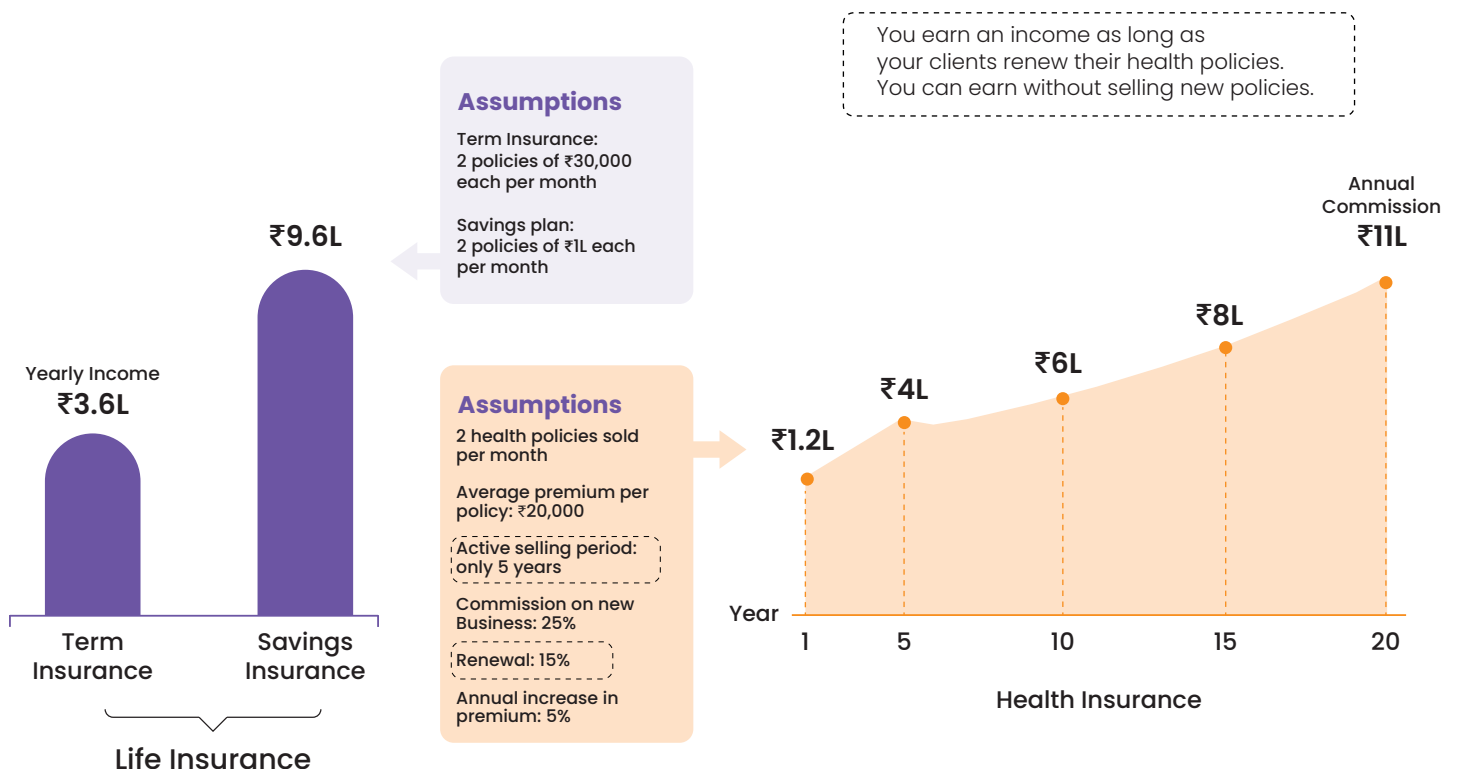 You earn an income as long as
your clients renew their health policies.
You can earn without selling new policies.
Assumptions
Term Insurance:
2 policies of ₹30,000
each per month
Savings plan:
2 policies of ₹1L each
per month
Yearly Income
₹3.6L
₹9.6L
Term
Insurance
Savings
Insurance
Life Insurance
Assumptions
2 health policies sold
per month
Average premium per
policy: ₹20,000
Active selling period:
only 5 years
Commission on new
Business: 25%
Renewal: 15%
Annual increase in
premium: 5%
₹1.2L
₹4L
₹6L
₹8L
Annual
Commission
₹11L
Year
1
5
10
15
20
Health Insurance